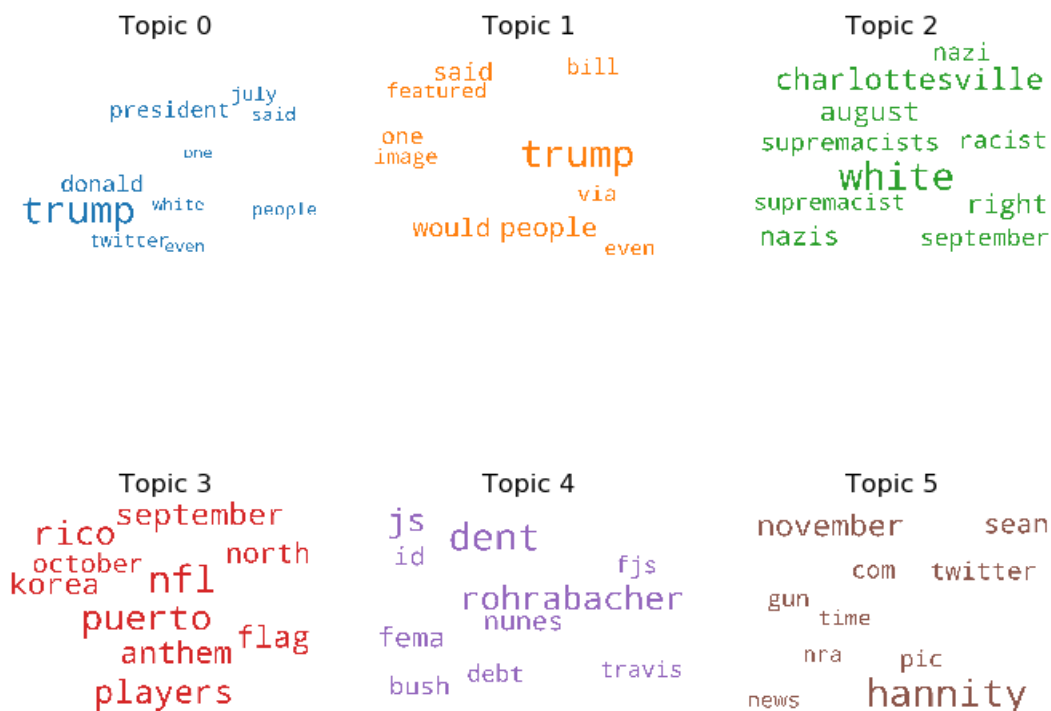 Topic 0
july
president
said
one
donald
trump
white
people
twitter
even
Topic 1
bill
said
featured
one
image
trump
via
would
people
even
Topic 2
nazi
charlottesville
august
supremacists
racist
white
supremacist
right
nazis
september
Topic 3
september
rico
north
october
korea
nfl
puerto
flag
anthem
players
Topic 4
js
dent
id
fjs
rohrabacher
nunes
fema
debt
travis
bush
Topic 5
november
sean
com
twitter
gun
time
nra
pic
news
hannity